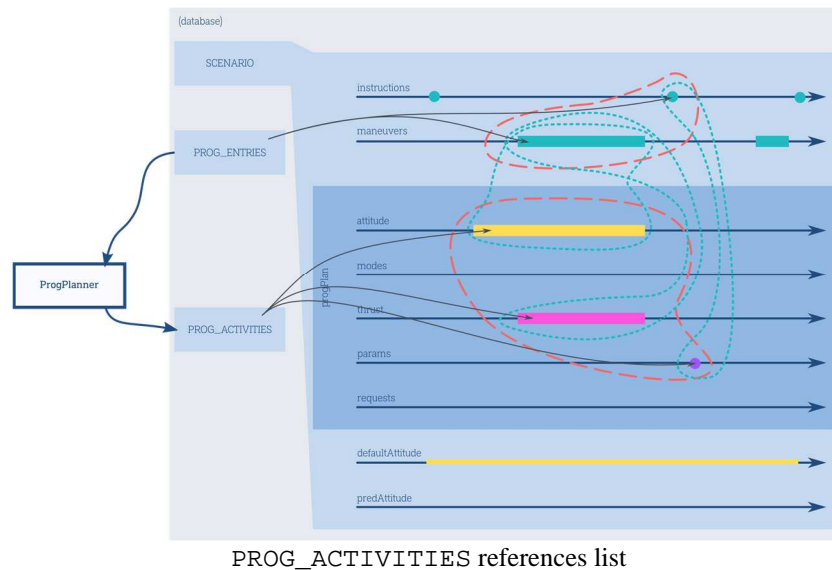 (database)
SCENARIO
instructions
maneuvers
PROG_ENTRIES
attitude
ProgPlanner
modes
progPlan
PROG_ACTIVITIES
thrust
params
requests
defaultAttitude
predAttitude
PROG_ACTIVITIES references list